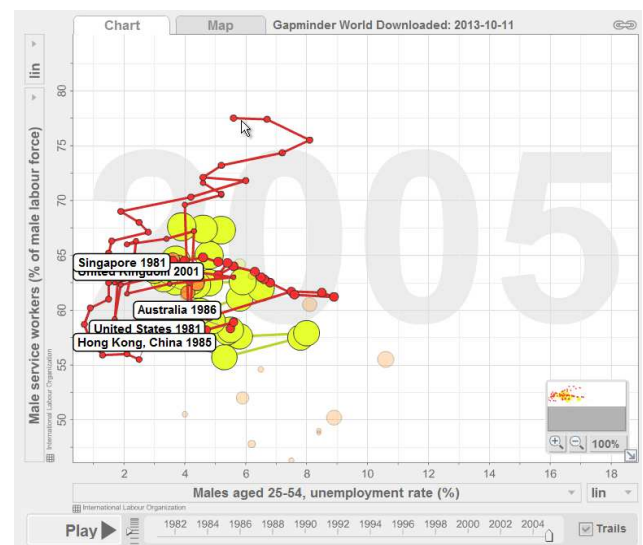 Chart
Map
Gapminder World Downloaded: 2013-10-11
lin
Male service workers (% of male labour force)
International Labour Organization
2005
80
75
70
65
60
55
50
Singapore 1981
United Kingdom 2001
Australia 1986
United States 1981
Hong Kong, China 1985
100%
2 4 6 8 10 12 14 16 18
Males aged 25-54, unemployment rate (%)
lin
International Labour Organization
Play
1982 1984 1986 1988 1990 1992 1994 1996 1998 2000 2002 2004
Trails